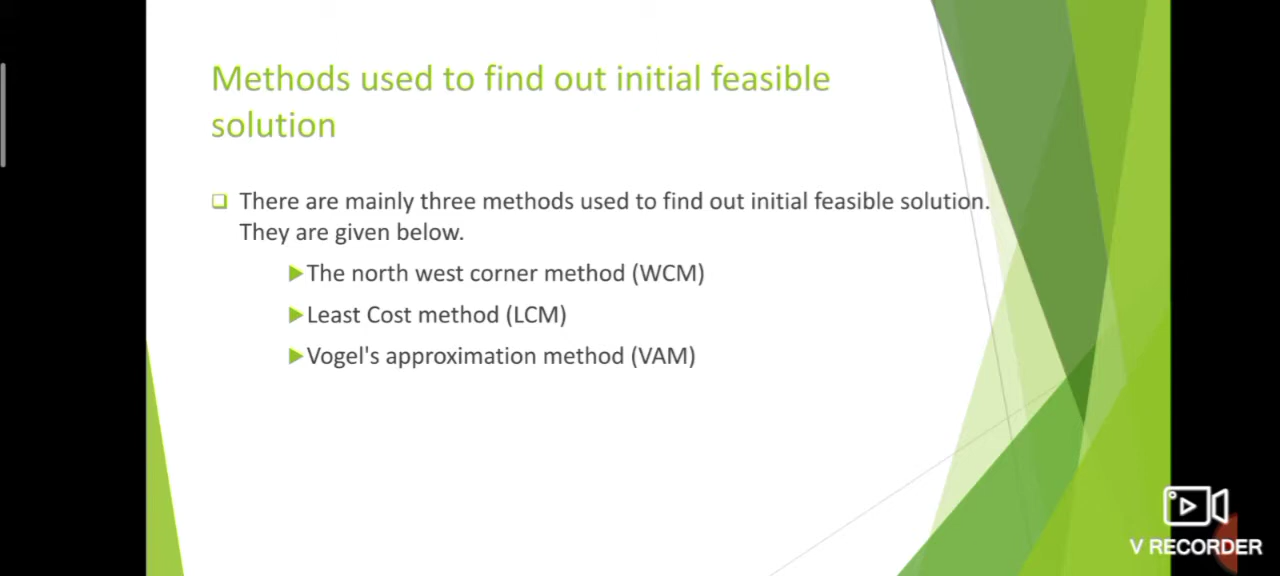 Methods used to find out initial feasible
solution
There are mainly three methods used to find out initial feasible solution.
They are given below.
The north west corner method (WCM)
Least Cost method (LCM)
Vogel's approximation method (VAM)
V RECORDER